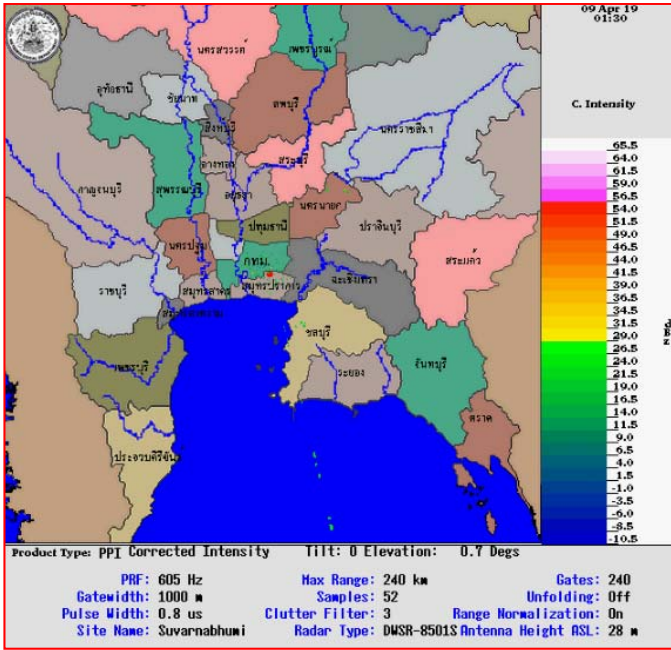 09 Apr 19
01:30
C. Intensity
นครสวรรค์
เพชรบูรณ์
อุทัยธานี
ชัยนาท
ลพบุรี
สิงหบุรี
นครราชสีมา
อ่างทอง
สระบุรี
กาญจนบุรี
สุพรรณบุรี
อยุธยา
นครนายก
ปทุมธานี
ปราจีนบุรี
นครปฐม
กทม.
สระแก้ว
ราชบุรี
สมุทรสาคร
สมุทรปราการ
ฉะเชิงเทรา
ชลบุรี
เพชรบุรี
ระยอง
จันทบุรี
ตราด
ประจวบคีรีขันธ์
65.5
64.0
61.5
59.0
56.5
54.0
51.5
49.0
46.5
44.0
41.5
39.0
36.5
34.0
31.5
29.0
26.5
24.0
21.5
19.0
16.5
14.0
11.5
9.0
6.5
4.0
1.5
-1.0
-3.5
-6.0
-8.5
-10.5
Product Type: PPI Corrected Intensity Tilt: 0 Elevation: 0.7 Degs
PRF: 605 Hz Max Range: 240 km Gates: 240
Gatewidth: 1000 m Samples: 52 Unfolding: Off
Pulse Width: 0.8 us Clutter Filter: 3 Range Normalization: On
Site Name: Suvarnabhumi Radar Type: DWSR-8501S Antenna Height ASL: 28 m